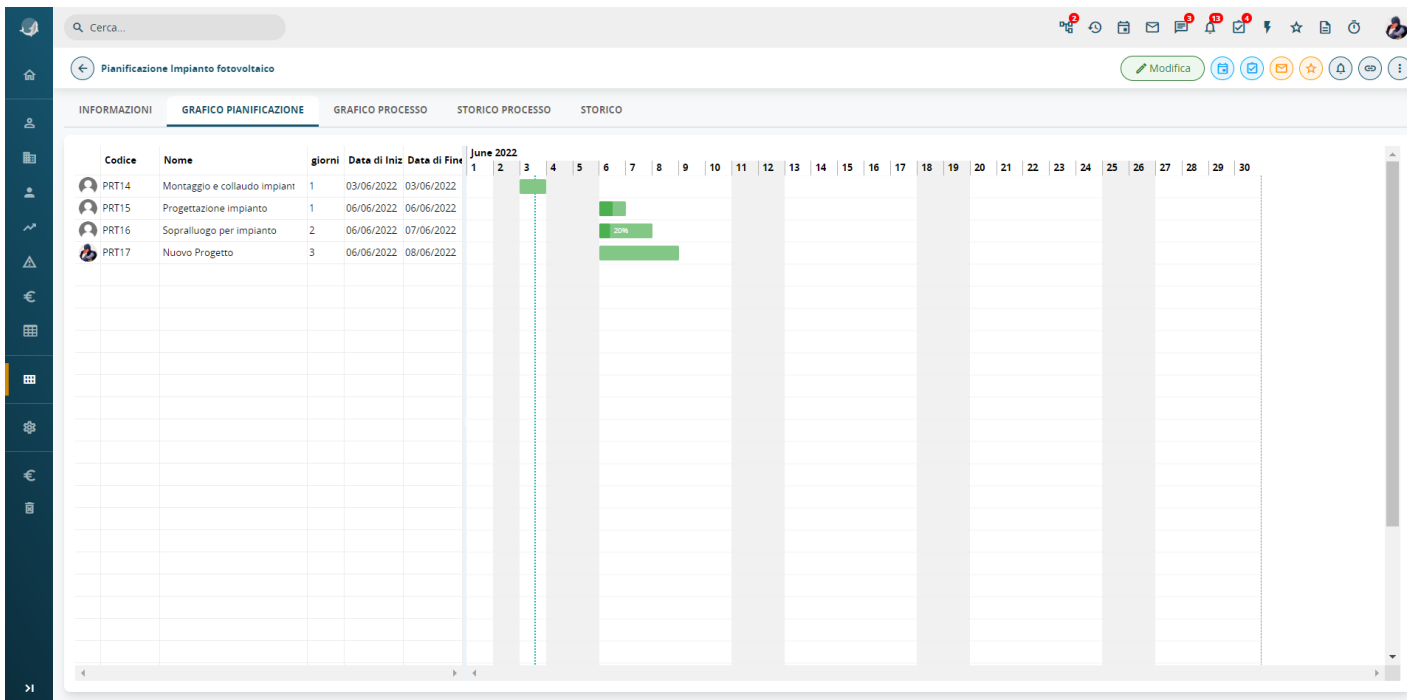 Cerca...
2
3
13
4
Pianificazione Impianto fotovoltaico
Modifica
INFORMAZIONI GRAFICO PIANIFICAZIONE GRAFICO PROCESSO STORICO PROCESSO STORICO
June 2022
Codice Nome giorni Data di Iniz Data di Fine
1 2 3 4 5 6 7 8 9 10 11 12 13 14 15 16 17 18 19 20 21 22 23 24 25 26 27 28 29 30
PRT14 Montaggio e collaudo impiant 1 03/06/2022 03/06/2022
PRT15 Progettazione impianto 1 06/06/2022 06/06/2022
PRT16 Sopralluogo per impianto 2 06/06/2022 07/06/2022 20%
PRT17 Nuovo Progetto 3 06/06/2022 08/06/2022